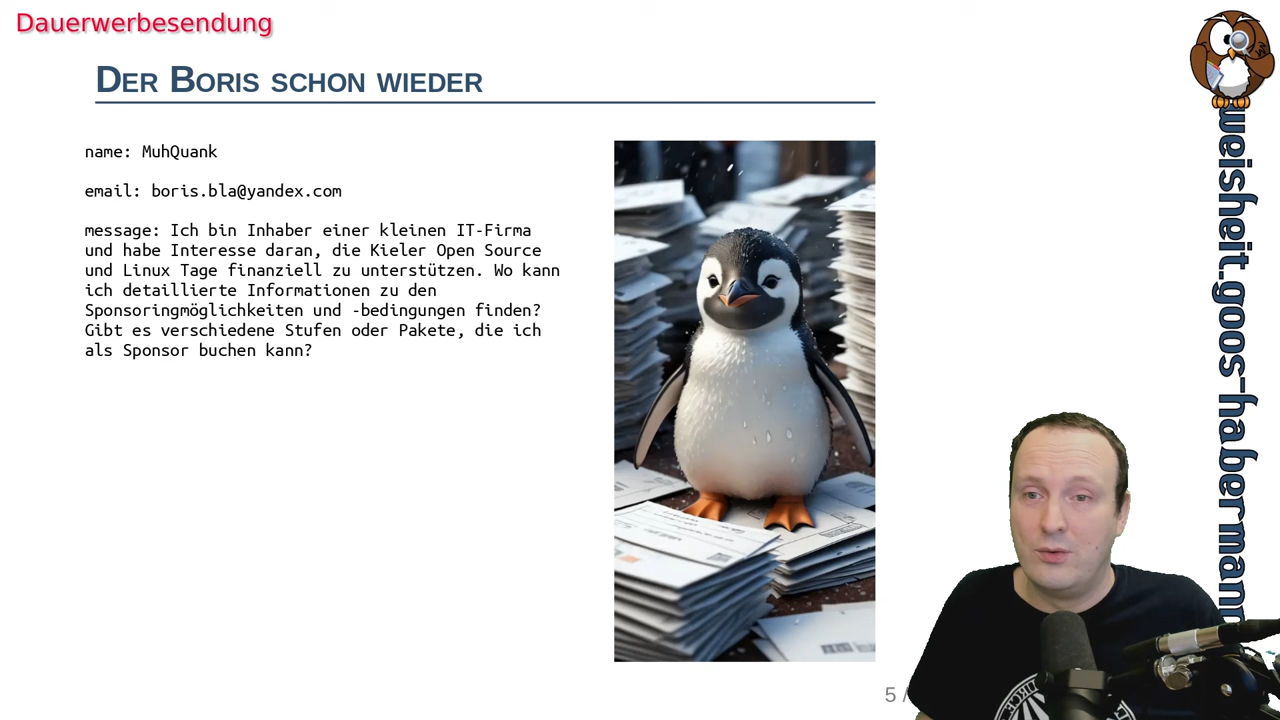 Dauerwerbesendung
Der Boris schon wieder
name: MuhQuank
email: boris.bla@yandex.com
message: Ich bin Inhaber einer kleinen IT-Firma
und habe Interesse daran, die Kieler Open Source
und Linux Tage finanziell zu unterstützen. Wo kann
ich detaillierte Informationen zu den
Sponsoringmöglichkeiten und -bedingungen finden?
Gibt es verschiedene Stufen oder Pakete, die ich
als Sponsor buchen kann?
weisheit.goos-habermann
5 /